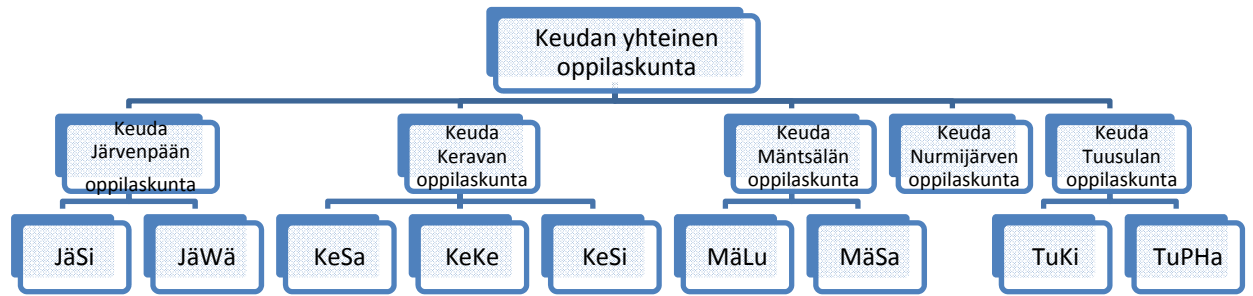 Keudan yhteinen
oppilaskunta
Keuda
Järvenpään
oppilaskunta
Keuda
Keravan
oppilaskunta
Keuda
Mäntsälän
oppilaskunta
Keuda
Nurmijärven
oppilaskunta
Keuda
Tuusulan
oppilaskunta
JäSi
JäWä
KeSa
KeKe
KeSi
MäLu
MäSa
TuKi
TuPHa